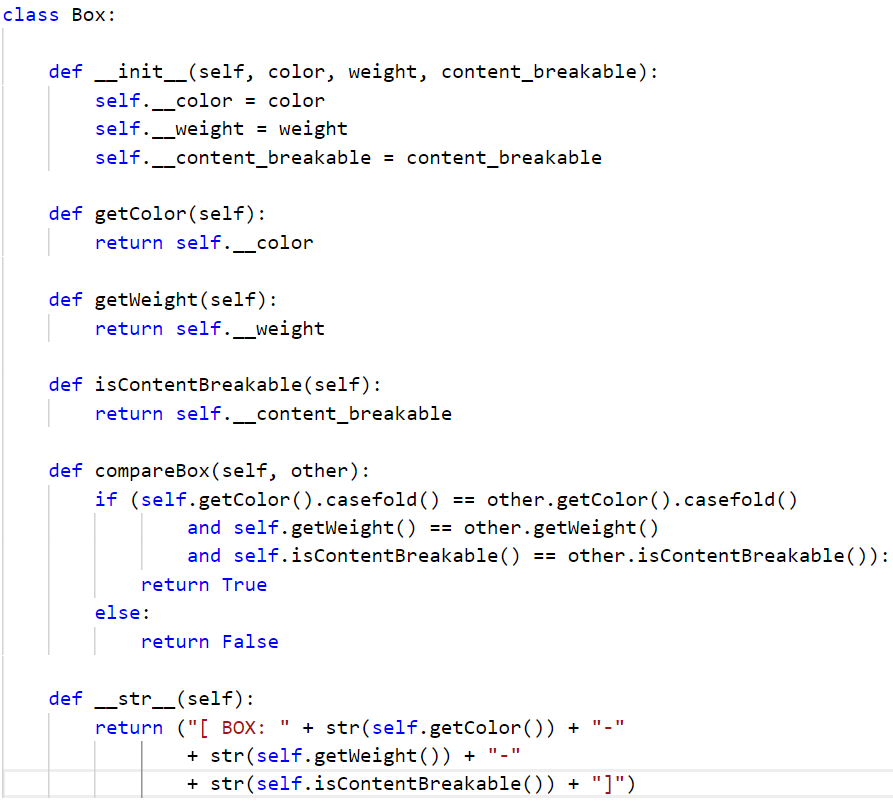 class Box:
    def __init__(self, color, weight, content_breakable):
        self.__color = color
        self.__weight = weight
        self.__content_breakable = content_breakable
    def getColor(self):
        return self.__color
    def getWeight(self):
        return self.__weight
    def isContentBreakable(self):
        return self.__content_breakable
    def compareBox(self, other):
        if (self.getColor().casefold() == other.getColor().casefold()
                and self.getWeight() == other.getWeight()
                and self.isContentBreakable() == other.isContentBreakable()):
            return True
        else:
            return False
    def __str__(self):
        return ("[ BOX: " + str(self.getColor()) + "-"
                + str(self.getWeight()) + "-"
                + str(self.isContentBreakable()) + "]")